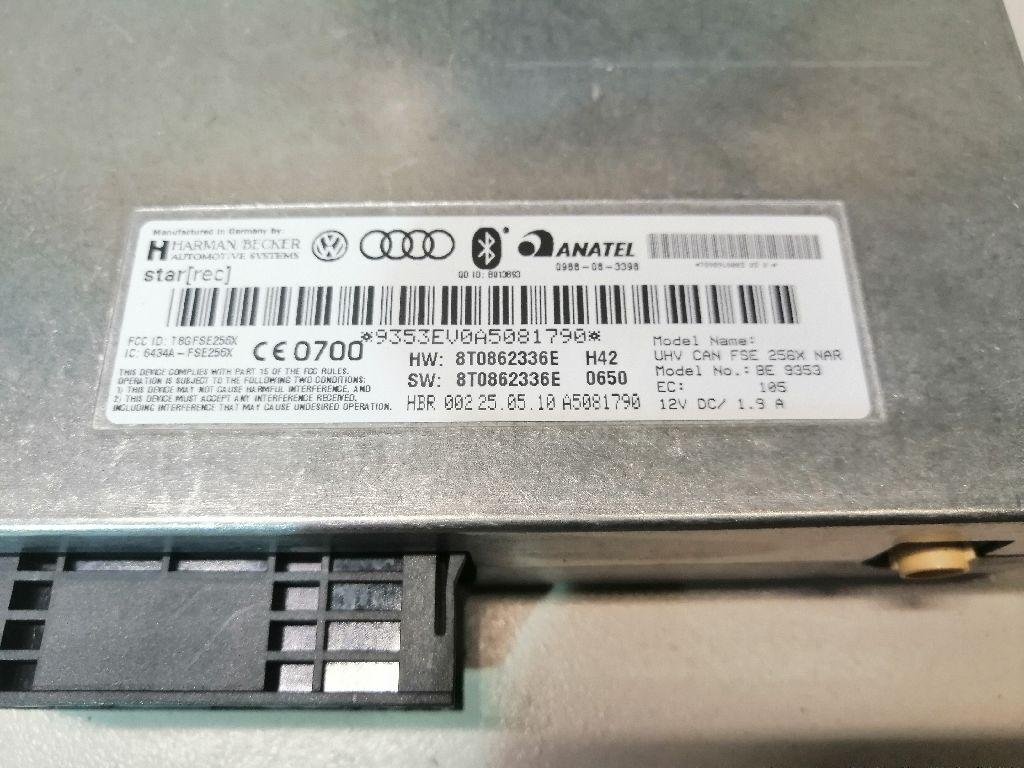 Manufactured in Germany by:
HARMAN/BECKER
AUTOMOTIVE SYSTEMS
star[rec]
QD ID: B013693
ANATEL
0988-08-3398
*9353EV0A5081790*
FCC ID: T8GFSE256X
IC: 6434A-FSE256X
CE 0700
THIS DEVICE COMPLIES WITH PART 15 OF THE FCC RULES.
OPERATION IS SUBJECT TO THE FOLLOWING TWO CONDITIONS:
1) THIS DEVICE MAY NOT CAUSE HARMFUL INTERFERENCE, AND
2) THIS DEVICE MUST ACCEPT ANY INTERFERENCE RECEIVED,
INCLUDING INTERFERENCE THAT MAY CAUSE UNDESIRED OPERATION.
HW: 8T0862336E H42
SW: 8T0862336E 0650
HBR 002 25.05.10 A5081790
Model Name:
UHV CAN FSE 256X NAR
Model No.: BE 9353
EC: 105
12V DC/ 1.9 A